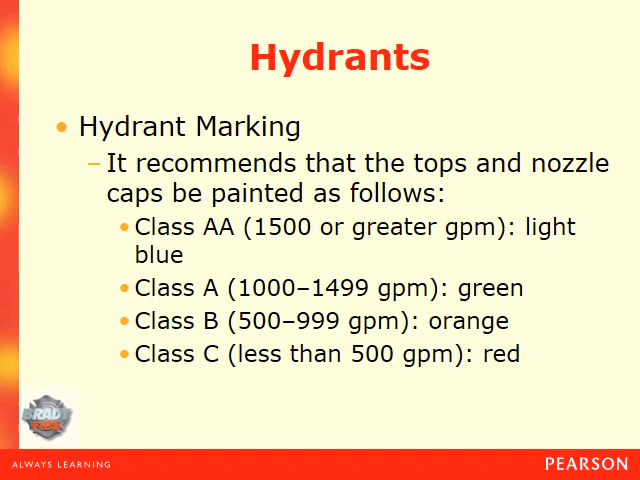 Hydrants
• Hydrant Marking
– It recommends that the tops and nozzle
caps be painted as follows:
• Class AA (1500 or greater gpm): light
blue
• Class A (1000–1499 gpm): green
• Class B (500–999 gpm): orange
• Class C (less than 500 gpm): red
BRADY
FIRE
ALWAYS LEARNING
PEARSON